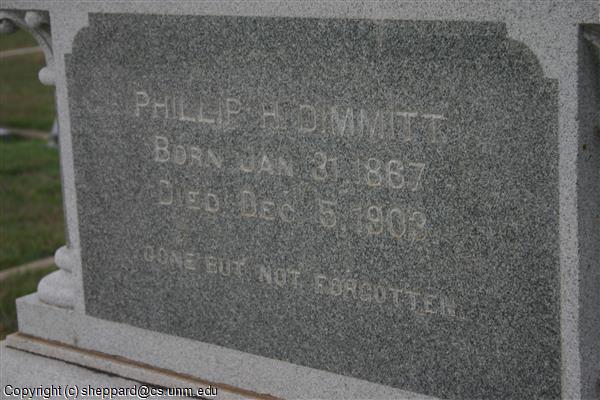 PHILLIP H. DIMMITT
BORN JAN 31, 1867
DIED DEC 5, 1902
GONE BUT NOT FORGOTTEN.
Copyright (c) sheppard@cs.unm.edu